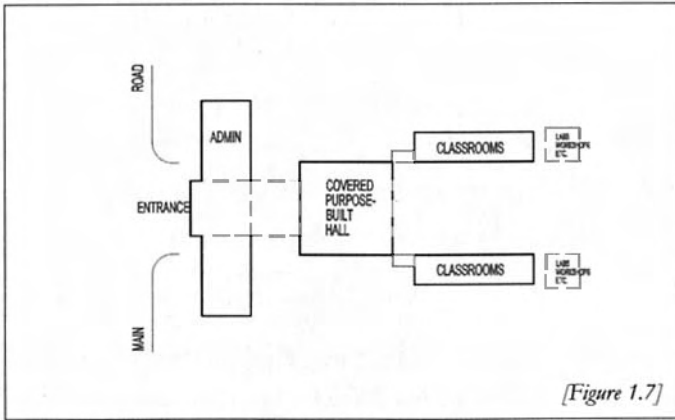 ROAD
ADMIN
CLASSROOMS
LABS
WORKSHOPS
ETC.
ENTRANCE
COVERED
PURPOSE-
BUILT
HALL
CLASSROOMS
LABS
WORKSHOPS
ETC.
MAIN
[Figure 1.7]